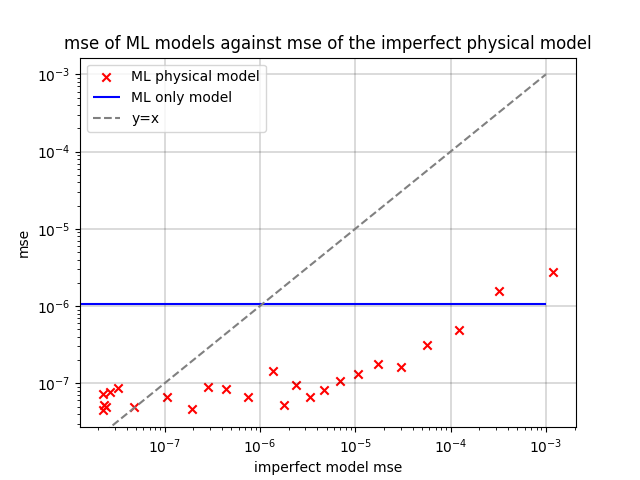 mse of ML models against mse of the imperfect physical model
ML physical model
ML only model
y=x
10⁻³
10⁻⁴
10⁻⁵
10⁻⁶
10⁻⁷
mse
10⁻⁷ 10⁻⁶ 10⁻⁵ 10⁻⁴ 10⁻³
imperfect model mse